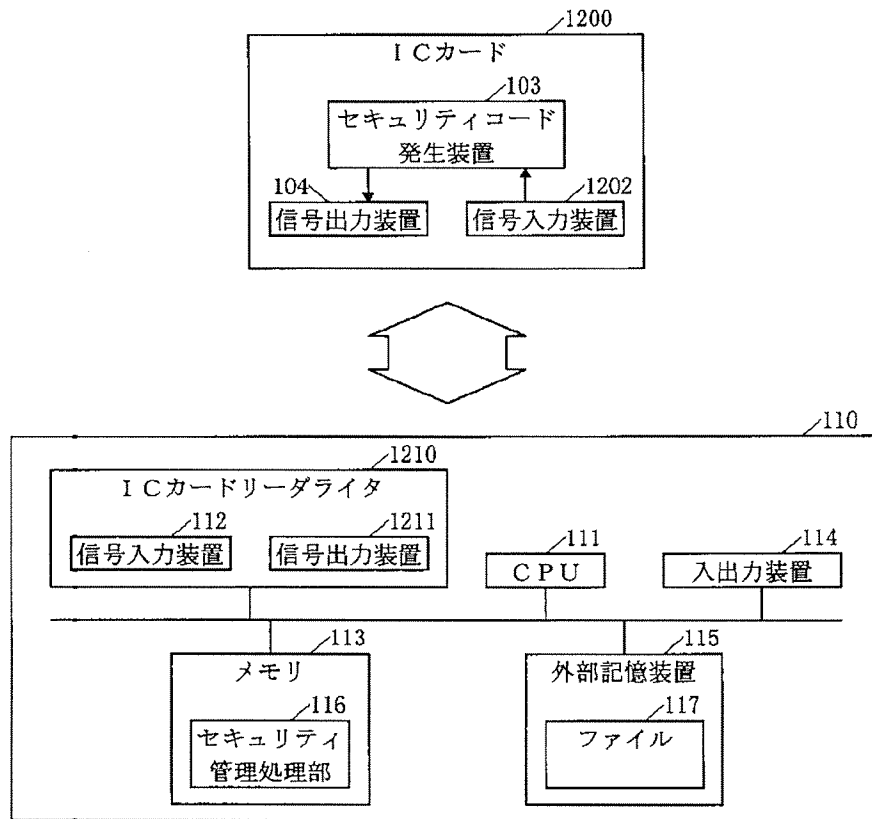 1200
ＩＣカード
103
セキュリティコード
発生装置
104
信号出力装置
1202
信号入力装置
110
1210
ＩＣカードリーダライタ
112
信号入力装置
1211
信号出力装置
111
ＣＰＵ
114
入出力装置
113
メモリ
116
セキュリティ
管理処理部
115
外部記憶装置
117
ファイル